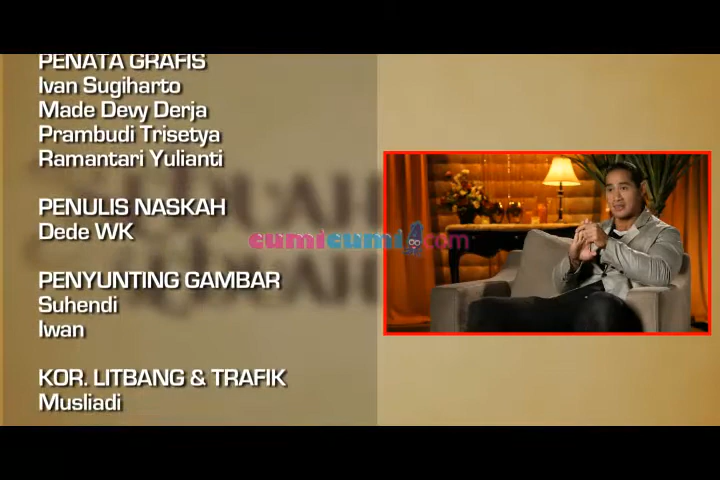 PENATA GRAFIS
Ivan Sugiharto
Made Devy Derja
Prambudi Trisetya
Ramantari Yulianti
PENULIS NASKAH
Dede WK
cumicumi.com
PENYUNTING GAMBAR
Suhendi
Iwan
KOR. LITBANG & TRAFIK
Musliadi